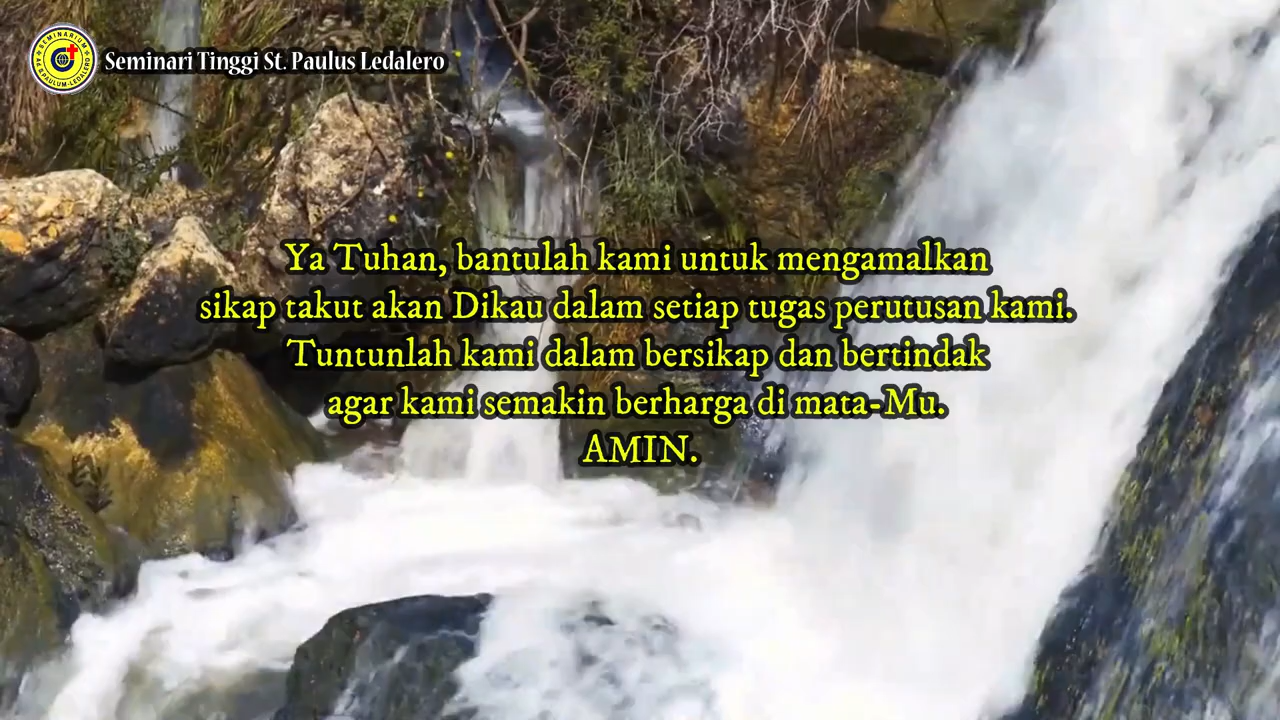 SEMINARIUM
Seminari Tinggi St. Paulus Ledalero
Ya Tuhan, bantulah kami untuk mengamalkan
sikap takut akan Dikau dalam setiap tugas perutusan kami.
Tuntunlah kami dalam bersikap dan bertindak
agar kami semakin berharga di mata-Mu.
AMIN.